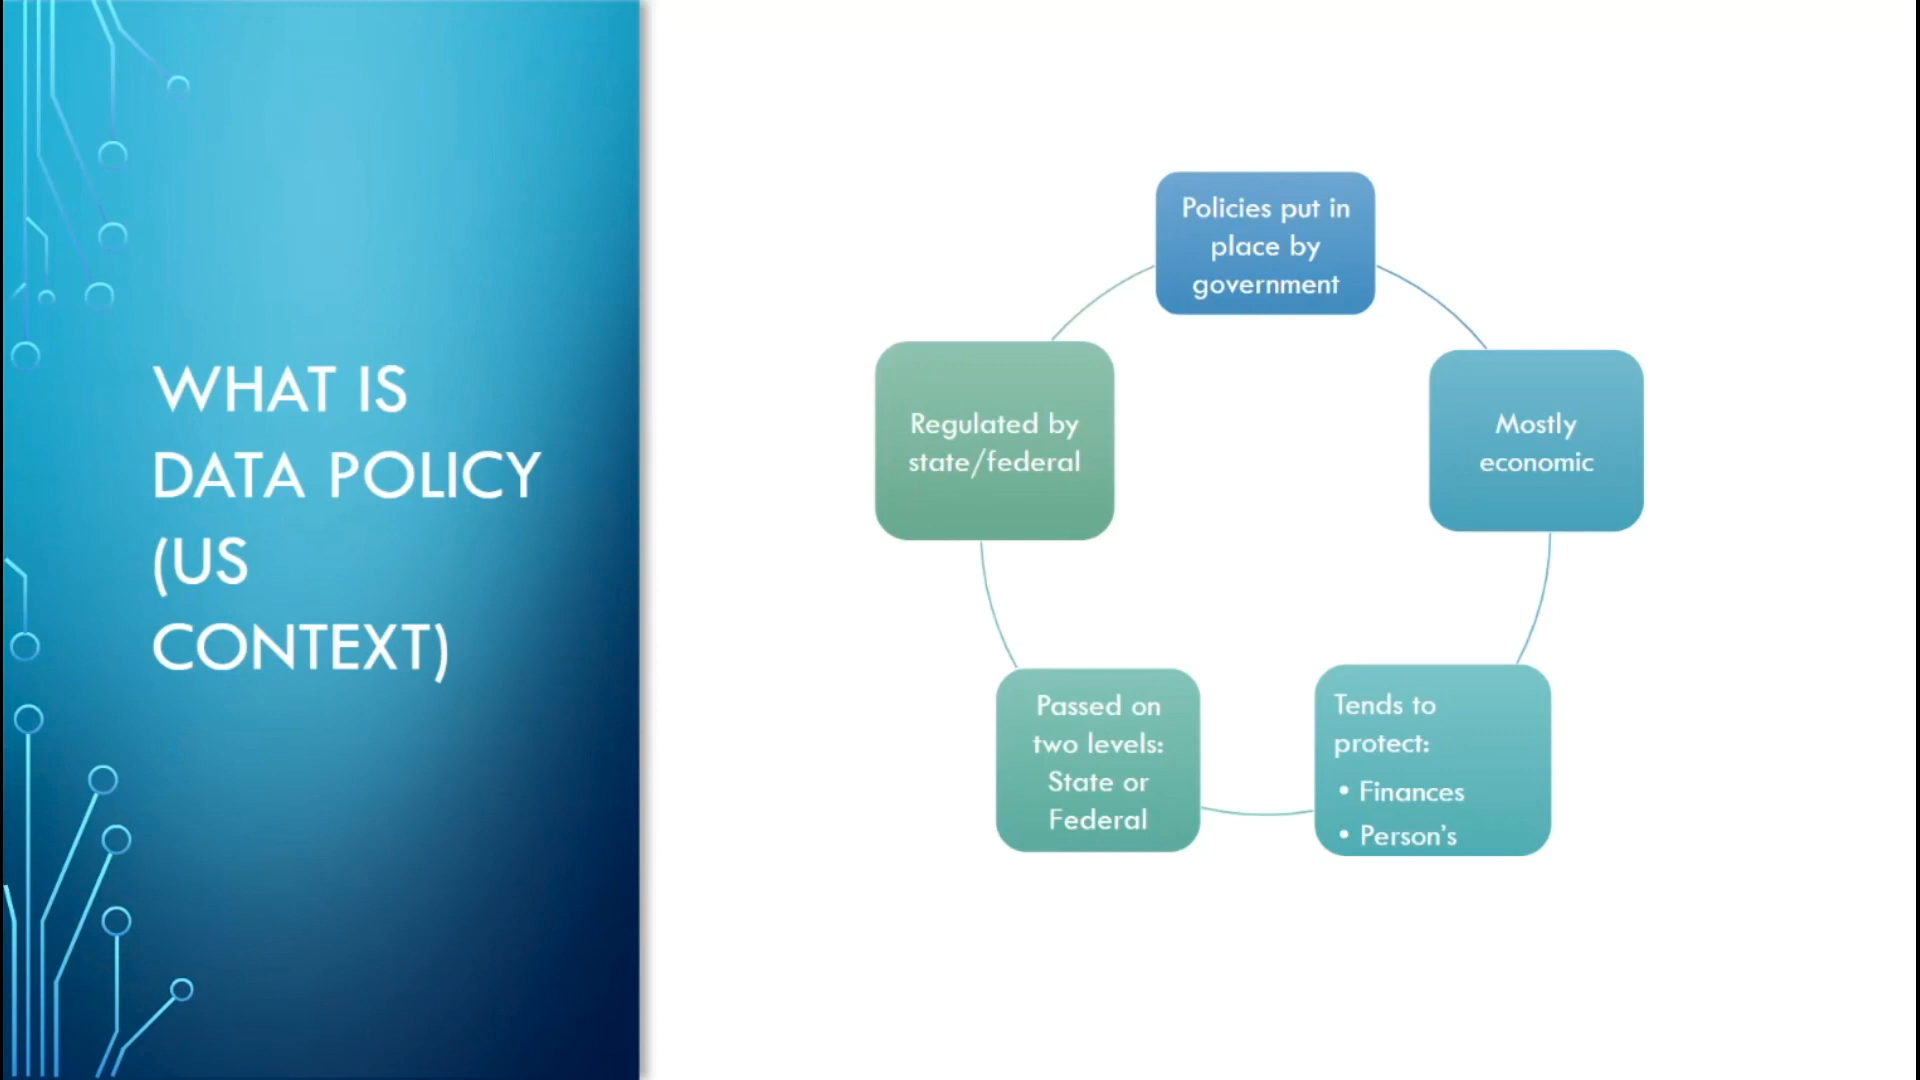 WHAT IS
DATA POLICY
(US
CONTEXT)
Policies put in
place by
government
Mostly
economic
Tends to
protect:
• Finances
• Person's
Passed on
two levels:
State or
Federal
Regulated by
state/federal